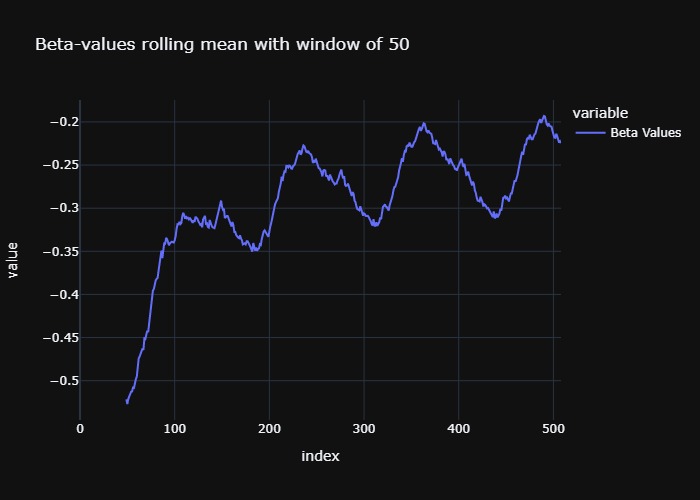 Beta-values rolling mean with window of 50
variable
Beta Values
−0.2
−0.25
−0.3
−0.35
−0.4
−0.45
−0.5
value
0 100 200 300 400 500
index